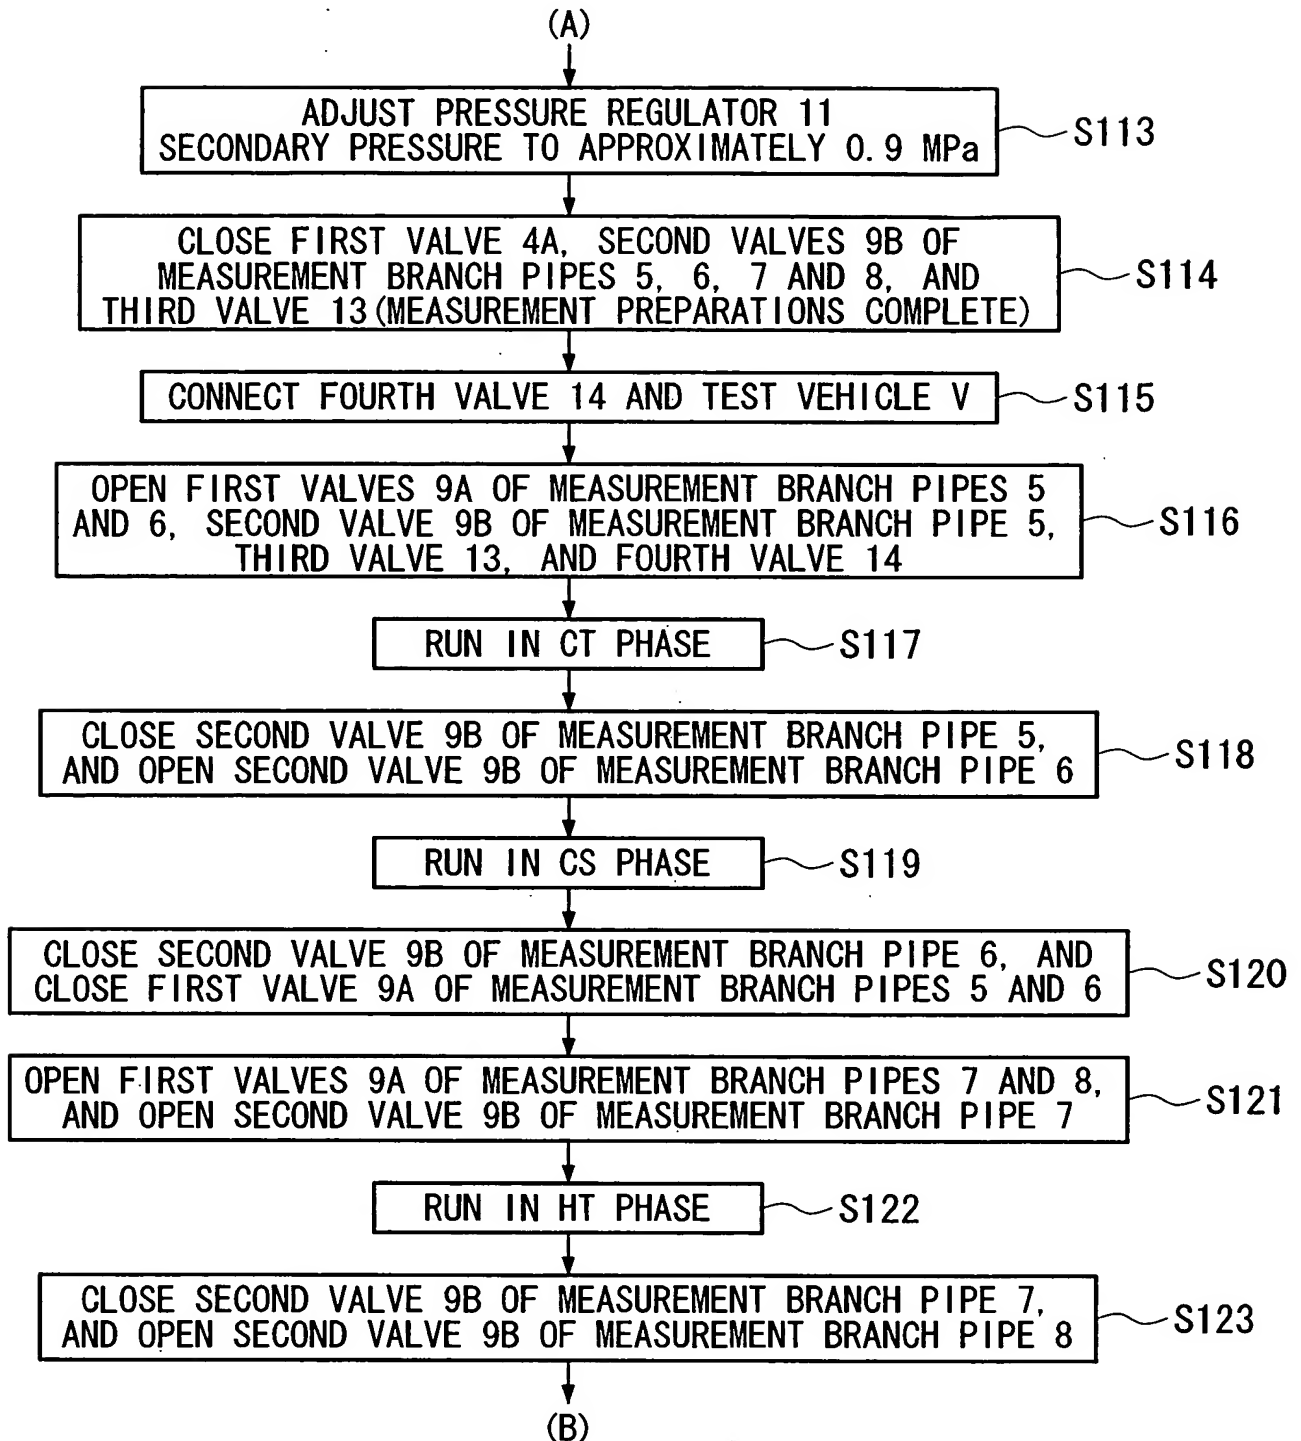 (A)
ADJUST PRESSURE REGULATOR 11
SECONDARY PRESSURE TO APPROXIMATELY 0.9 MPa
S113
CLOSE FIRST VALVE 4A, SECOND VALVES 9B OF
MEASUREMENT BRANCH PIPES 5, 6, 7 AND 8, AND
THIRD VALVE 13(MEASUREMENT PREPARATIONS COMPLETE)
S114
CONNECT FOURTH VALVE 14 AND TEST VEHICLE V
S115
OPEN FIRST VALVES 9A OF MEASUREMENT BRANCH PIPES 5
AND 6, SECOND VALVE 9B OF MEASUREMENT BRANCH PIPE 5,
THIRD VALVE 13, AND FOURTH VALVE 14
S116
RUN IN CT PHASE
S117
CLOSE SECOND VALVE 9B OF MEASUREMENT BRANCH PIPE 5,
AND OPEN SECOND VALVE 9B OF MEASUREMENT BRANCH PIPE 6
S118
RUN IN CS PHASE
S119
CLOSE SECOND VALVE 9B OF MEASUREMENT BRANCH PIPE 6, AND
CLOSE FIRST VALVE 9A OF MEASUREMENT BRANCH PIPES 5 AND 6
S120
OPEN FIRST VALVES 9A OF MEASUREMENT BRANCH PIPES 7 AND 8,
AND OPEN SECOND VALVE 9B OF MEASUREMENT BRANCH PIPE 7
S121
RUN IN HT PHASE
S122
CLOSE SECOND VALVE 9B OF MEASUREMENT BRANCH PIPE 7,
AND OPEN SECOND VALVE 9B OF MEASUREMENT BRANCH PIPE 8
S123
(B)